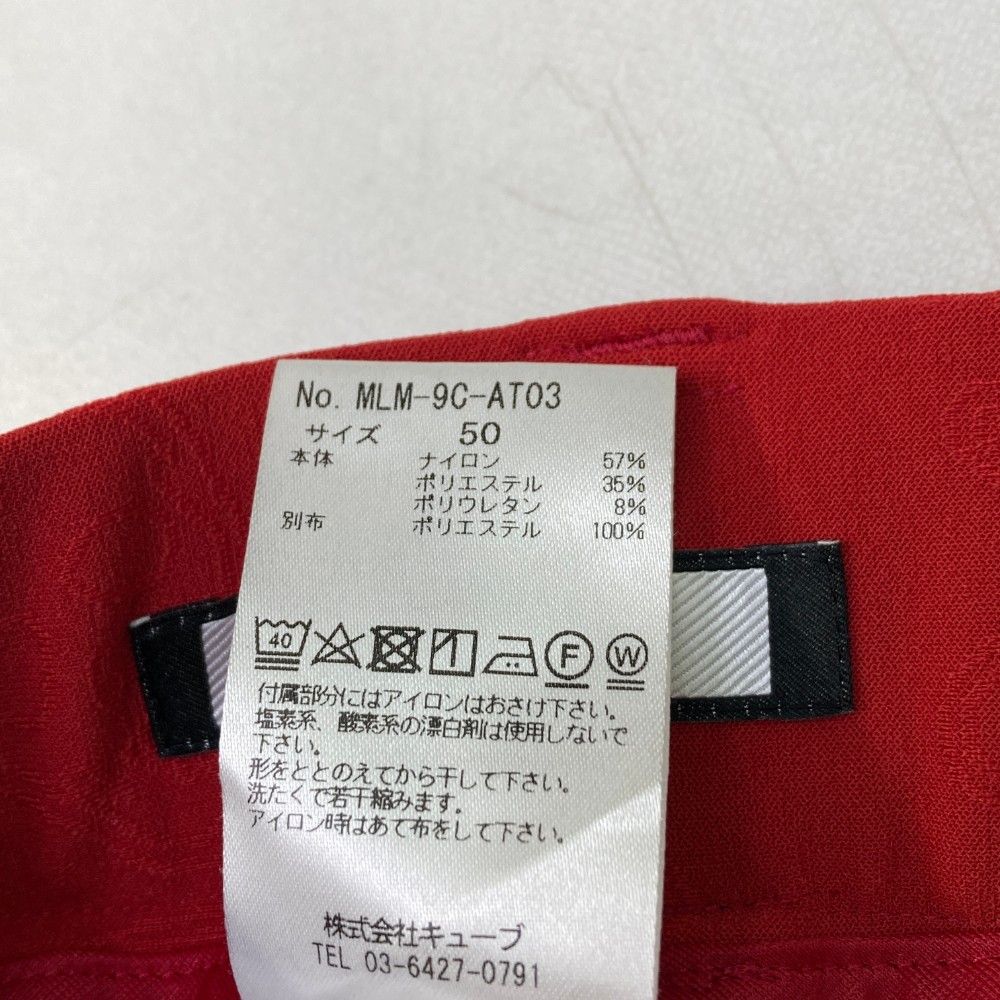 No. MLM-9C-AT03
サイズ 50
本体 ナイロン 57%
ポリエステル 35%
ポリウレタン 8%
別布 ポリエステル 100%
40 F W
付属部分にはアイロンはおさけ下さい。
塩素系、酸素系の漂白剤は使用しないで
下さい。
形をととのえてから干して下さい。
洗たくで若干縮みます。
アイロン時はあて布をして下さい。
株式会社キューブ
TEL 03-6427-0791